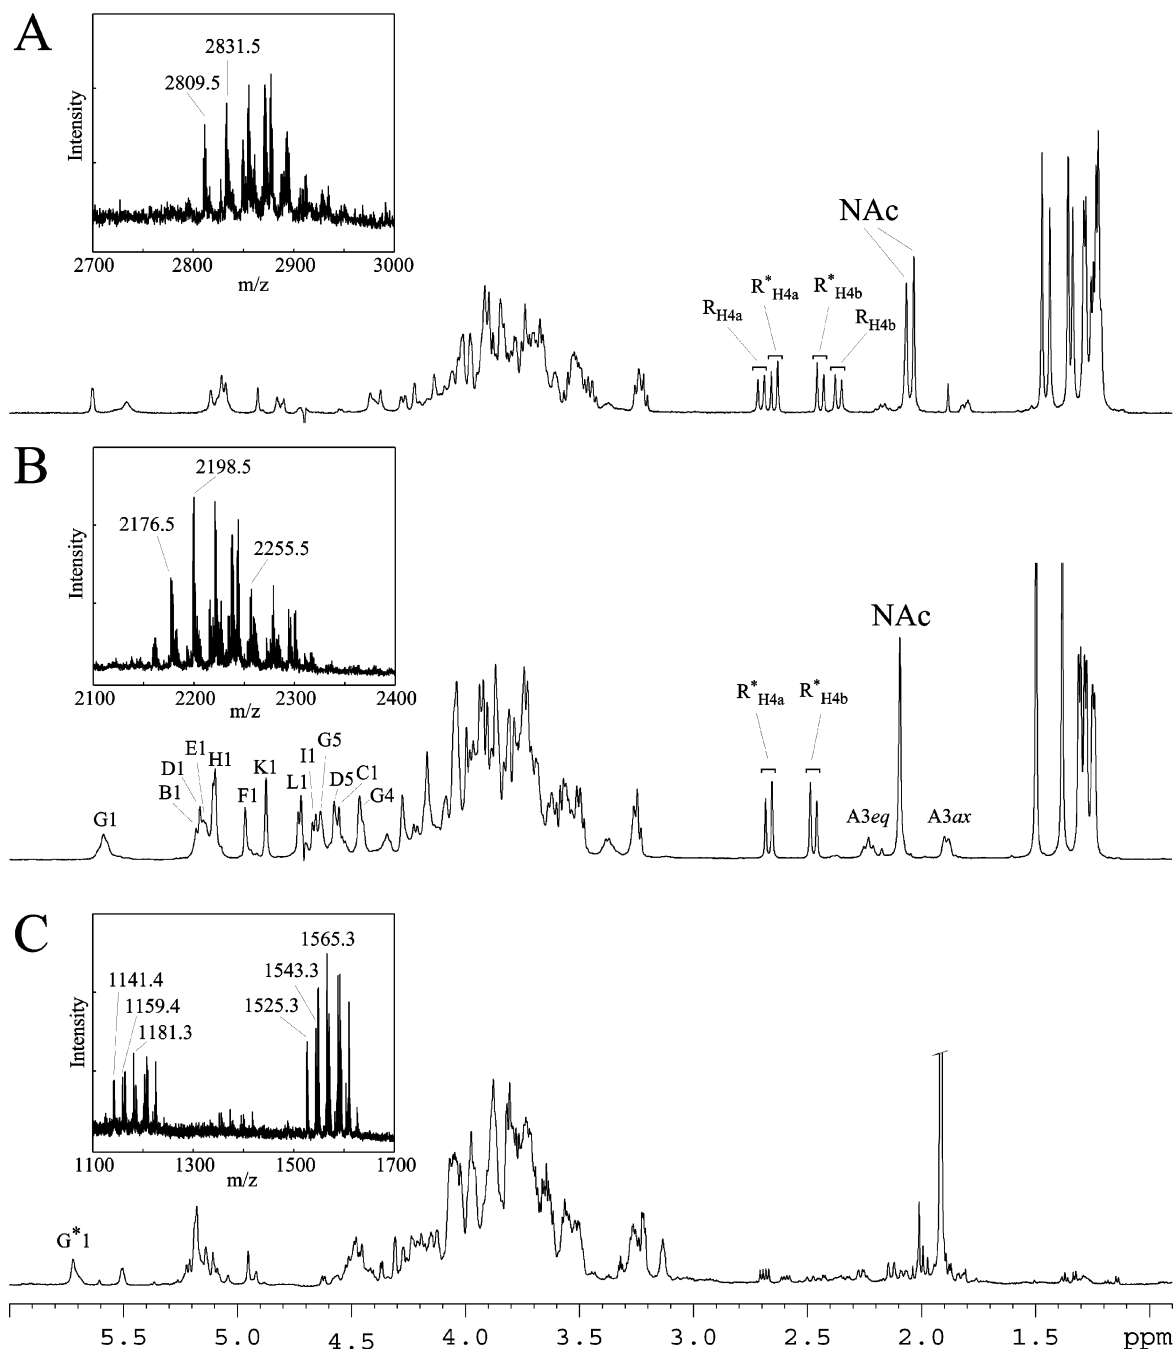 A
2831.5
2809.5
Intensity
2700 2800 2900 3000
m/z
NAc
R*H4a R*H4b
RH4a RH4b
B
2198.5
2176.5
2255.5
Intensity
2100 2200 2300 2400
m/z
NAc
R*H4a R*H4b
G1
B1
D1
E1
H1
F1
K1
L1
I1
G5
D5
C1
G4
A3eq A3ax
C
1565.3
1543.3
1525.3
1141.4
1159.4
1181.3
Intensity
1100 1300 1500 1700
m/z
G*1
5.5 5.0 4.5 4.0 3.5 3.0 2.5 2.0 1.5 ppm